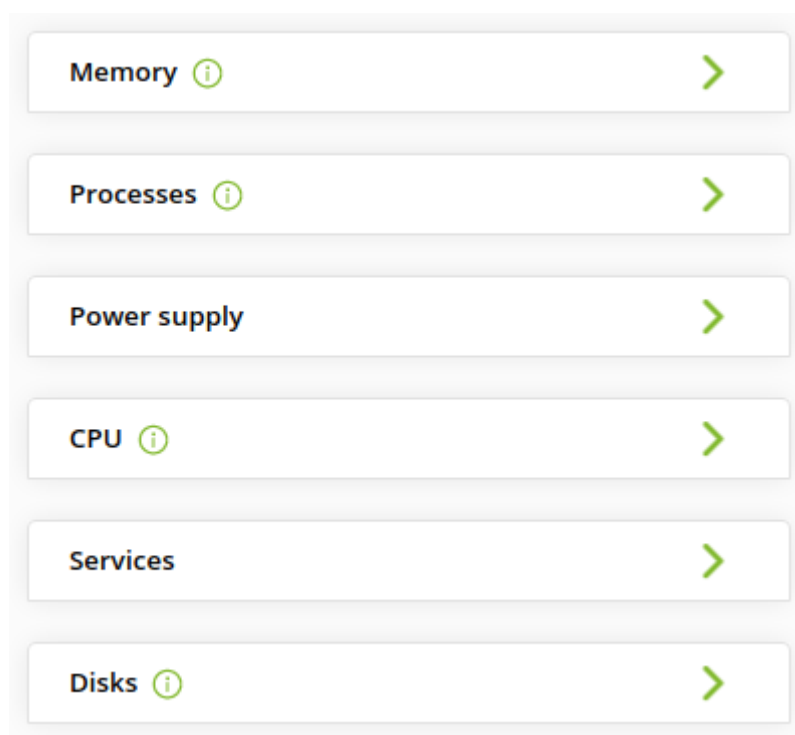 Memory
Processes
Power supply
CPU
Services
Disks